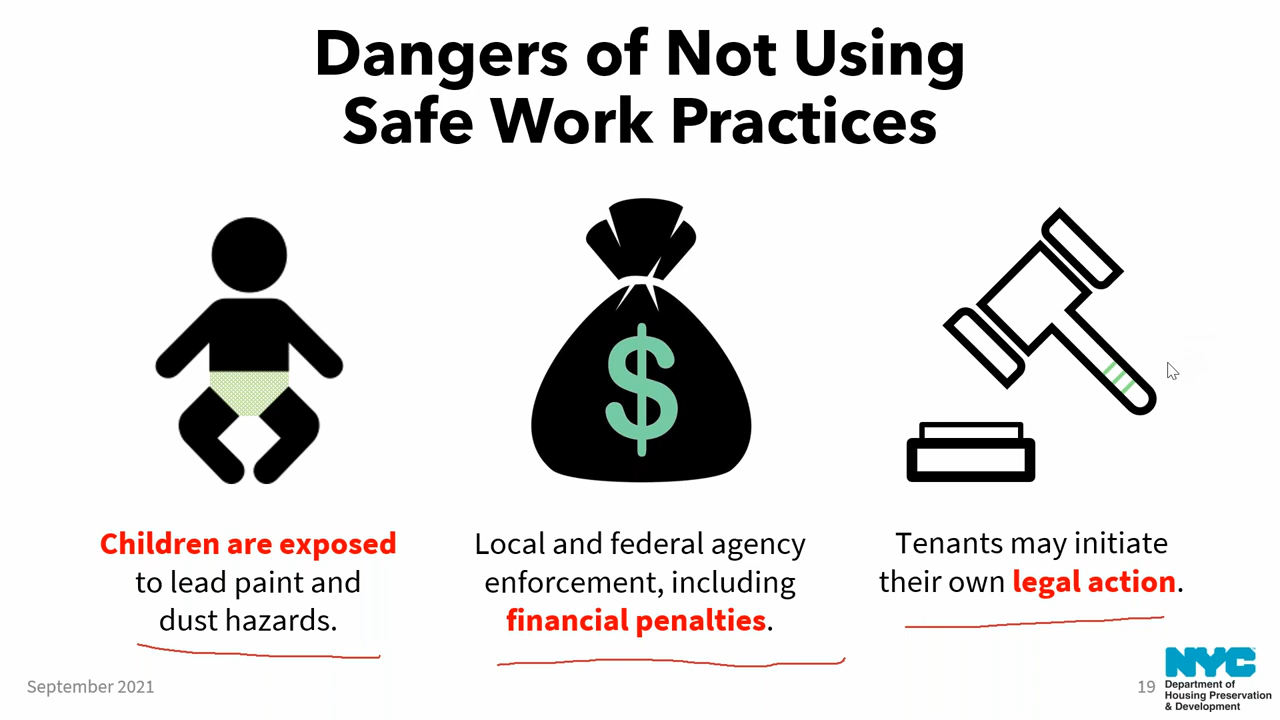 Dangers of Not Using
Safe Work Practices
$
Children are exposed
to lead paint and
dust hazards.
Local and federal agency
enforcement, including
financial penalties.
Tenants may initiate
their own legal action.
September 2021
19
NYC
Department of
Housing Preservation
& Development